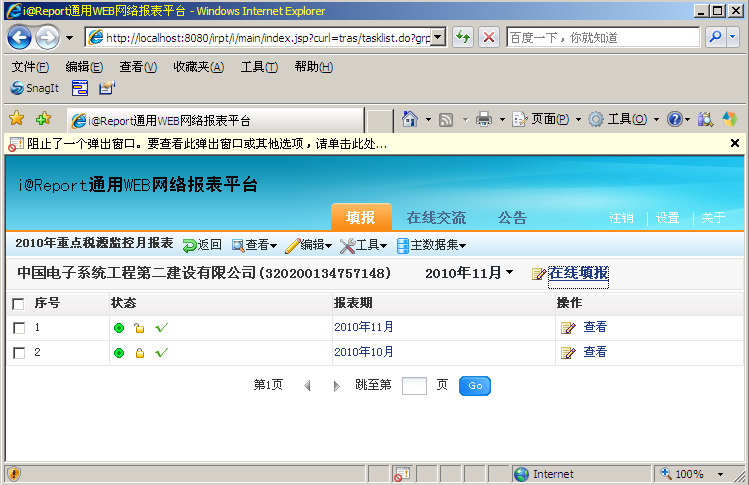 i@Report通用WEB网络报表平台 - Windows Internet Explorer
http://localhost:8080/irpt/i/main/index.jsp?curl=tras/tasklist.do?grp
百度一下，你就知道
文件(F) 编辑(E) 查看(V) 收藏夹(A) 工具(T) 帮助(H)
SnagIt
i@Report通用WEB网络报表平台
页面(P) 工具(O)
阻止了一个弹出窗口。要查看此弹出窗口或其他选项，请单击此处...
i@Report通用WEB网络报表平台
填报 在线交流 公告 注销 设置 关于
2010年重点税源监控月报表 返回 查看 编辑 工具 主数据集
中国电子系统工程第二建设有限公司(320200134757148) 2010年11月 在线填报
序号 状态 报表期 操作
1 2010年11月 查看
2 2010年10月 查看
第1页 跳至第 页 Go
Internet 100%